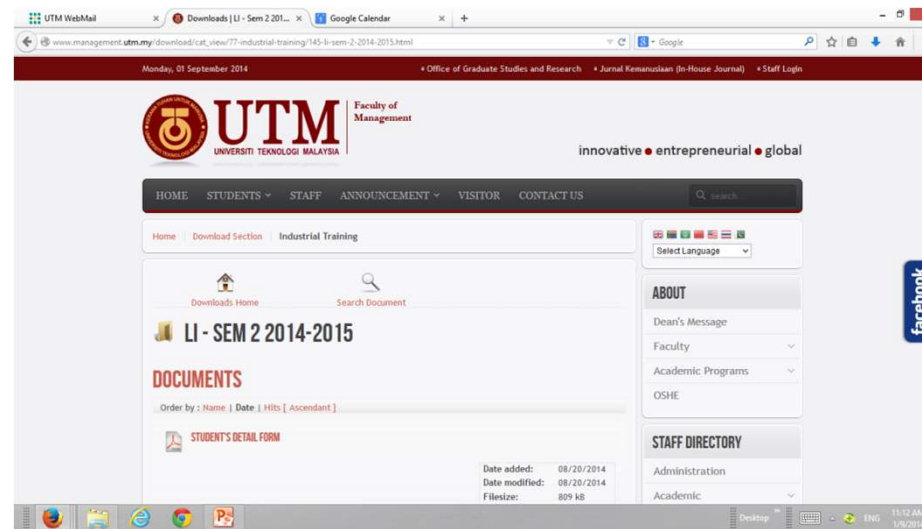 UTM WebMail
Downloads | LI - Sem 2 201...
Google Calendar
www.management.utm.my/download/cat_view/77-industrial-training/145-li-sem-2-2014-2015.html
Google
Monday, 01 September 2014
Office of Graduate Studies and Research
Jurnal Kemanusiaan (In-House Journal)
Staff Login
UTM
UNIVERSITI TEKNOLOGI MALAYSIA
Faculty of
Management
innovative ● entrepreneurial ● global
HOME STUDENTS STAFF ANNOUNCEMENT VISITOR CONTACT US
search...
Home Download Section Industrial Training
Select Language
Downloads Home
Search Document
LI - SEM 2 2014-2015
DOCUMENTS
Order by : Name | Date | Hits [ Ascendant ]
STUDENT'S DETAIL FORM
Date added: 08/20/2014
Date modified: 08/20/2014
Filesize: 809 kB
ABOUT
Dean's Message
Faculty
Academic Programs
OSHE
STAFF DIRECTORY
Administration
Academic
facebook
Desktop
ENG